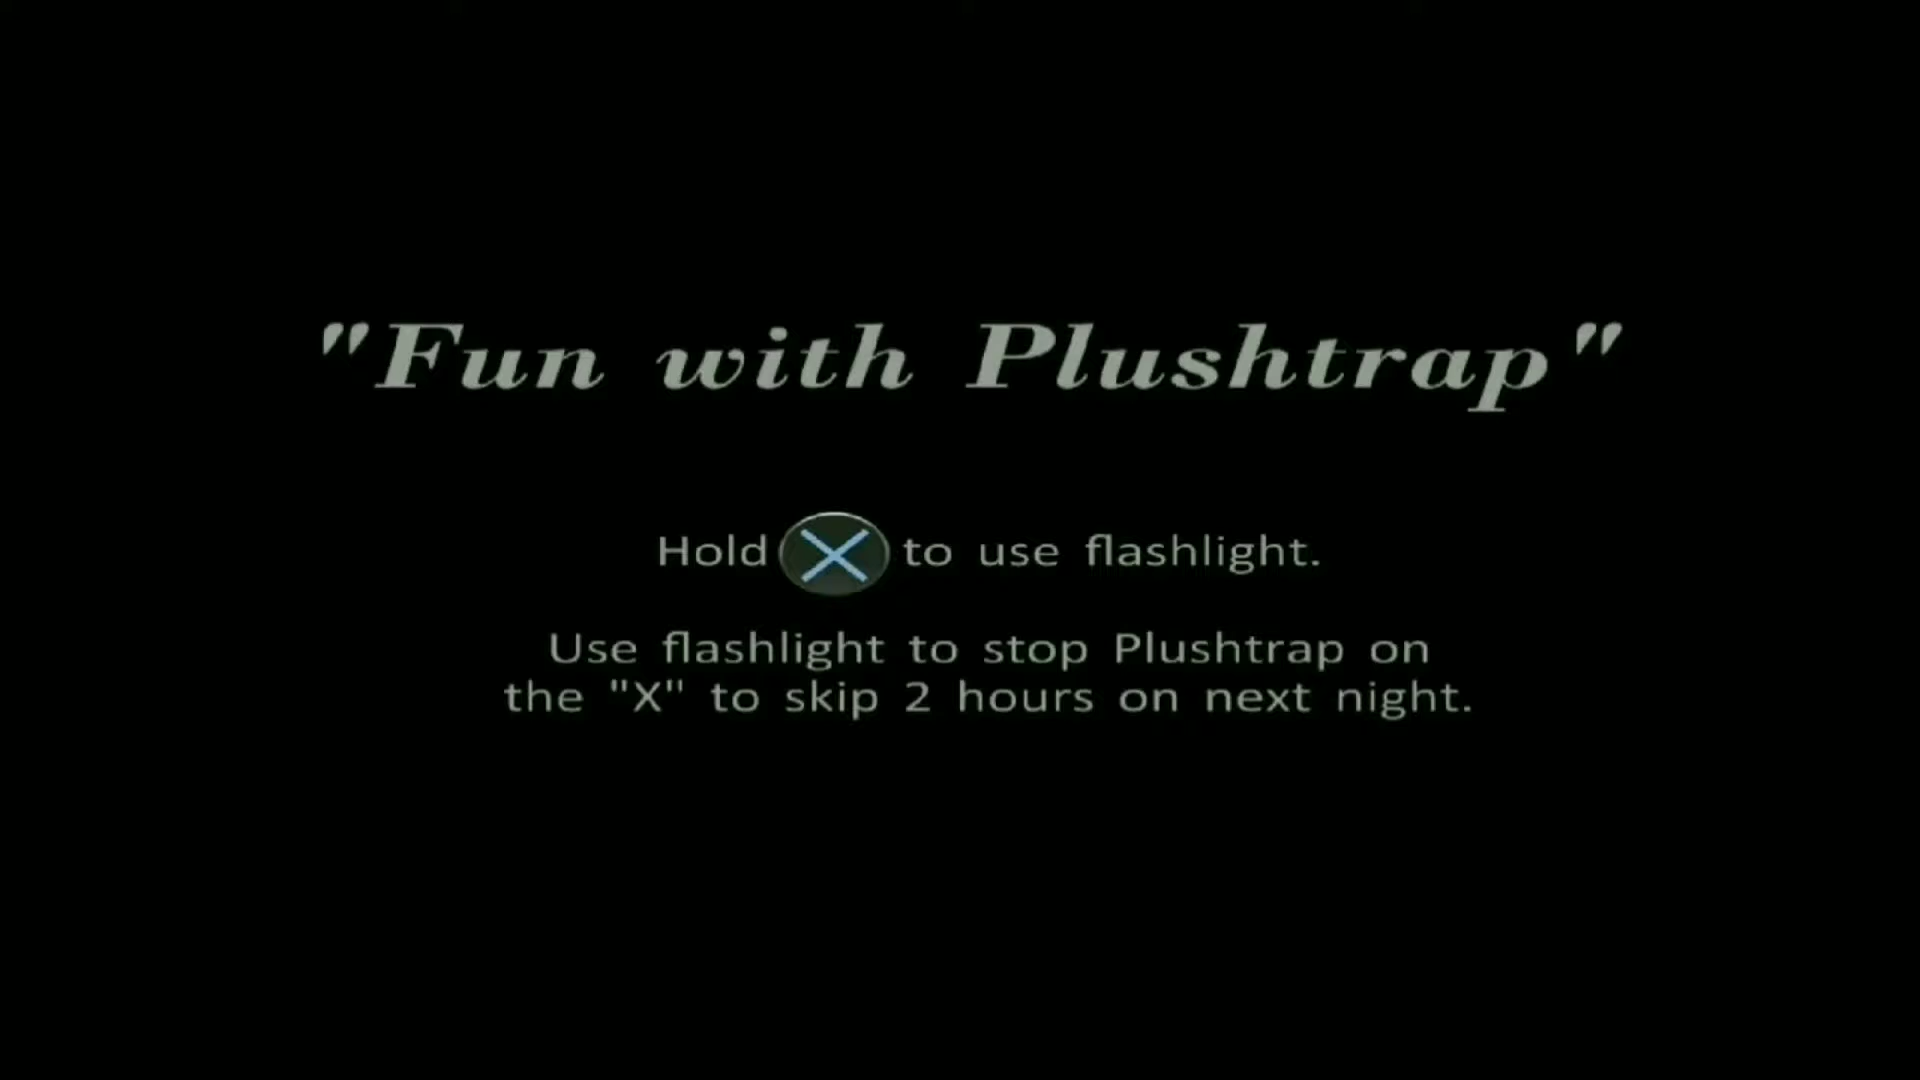 "Fun with Plushtrap"
Hold X to use flashlight.
Use flashlight to stop Plushtrap on
the "X" to skip 2 hours on next night.